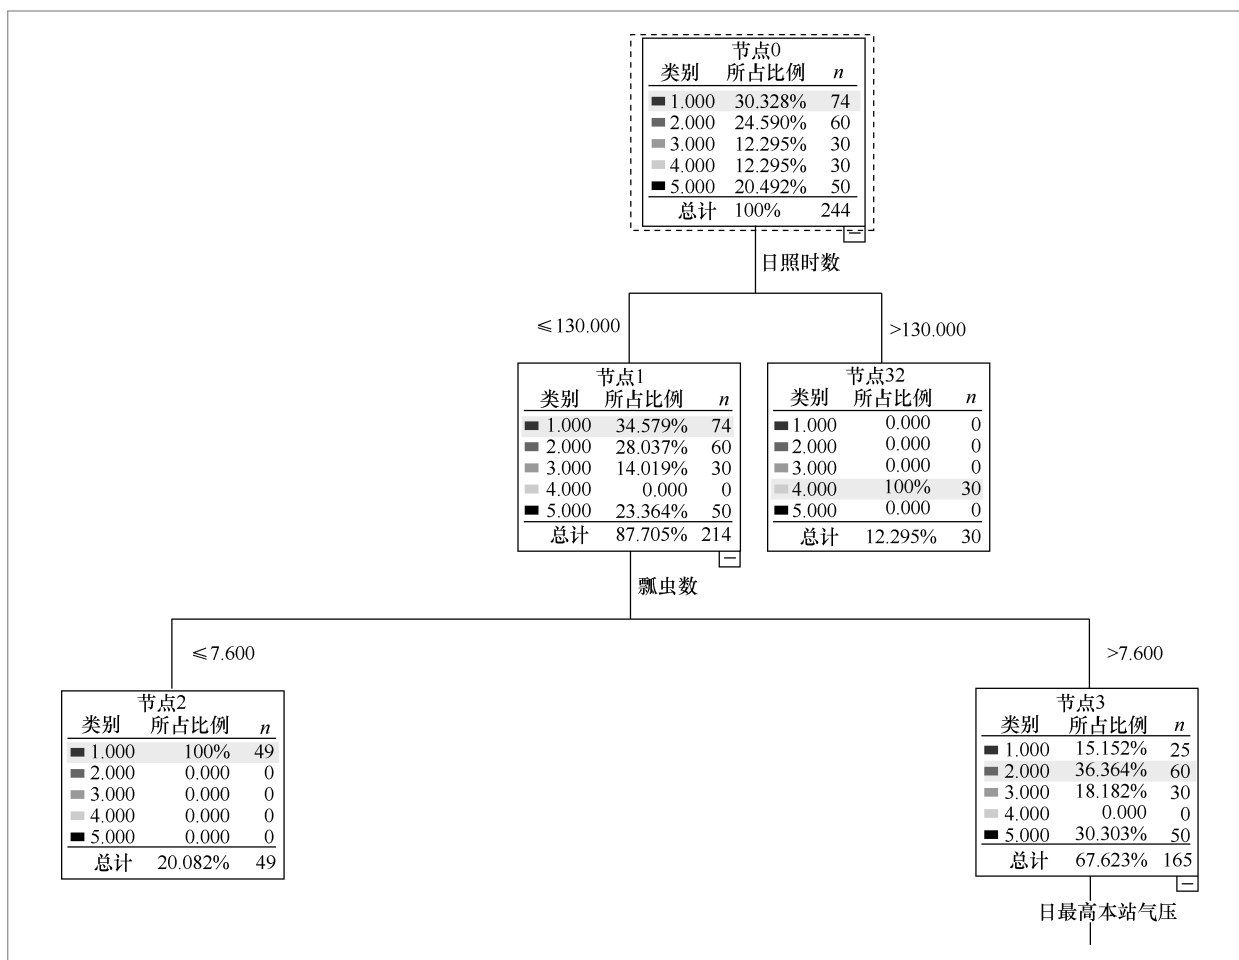 节点0
类别 所占比例 n
1.000 30.328% 74
2.000 24.590% 60
3.000 12.295% 30
4.000 12.295% 30
5.000 20.492% 50
总计 100% 244
日照时数
≤130.000
>130.000
节点1
类别 所占比例 n
1.000 34.579% 74
2.000 28.037% 60
3.000 14.019% 30
4.000 0.000 0
5.000 23.364% 50
总计 87.705% 214
节点32
类别 所占比例 n
1.000 0.000 0
2.000 0.000 0
3.000 0.000 0
4.000 100% 30
5.000 0.000 0
总计 12.295% 30
瓢虫数
≤7.600
>7.600
节点2
类别 所占比例 n
1.000 100% 49
2.000 0.000 0
3.000 0.000 0
4.000 0.000 0
5.000 0.000 0
总计 20.082% 49
节点3
类别 所占比例 n
1.000 15.152% 25
2.000 36.364% 60
3.000 18.182% 30
4.000 0.000 0
5.000 30.303% 50
总计 67.623% 165
日最高本站气压